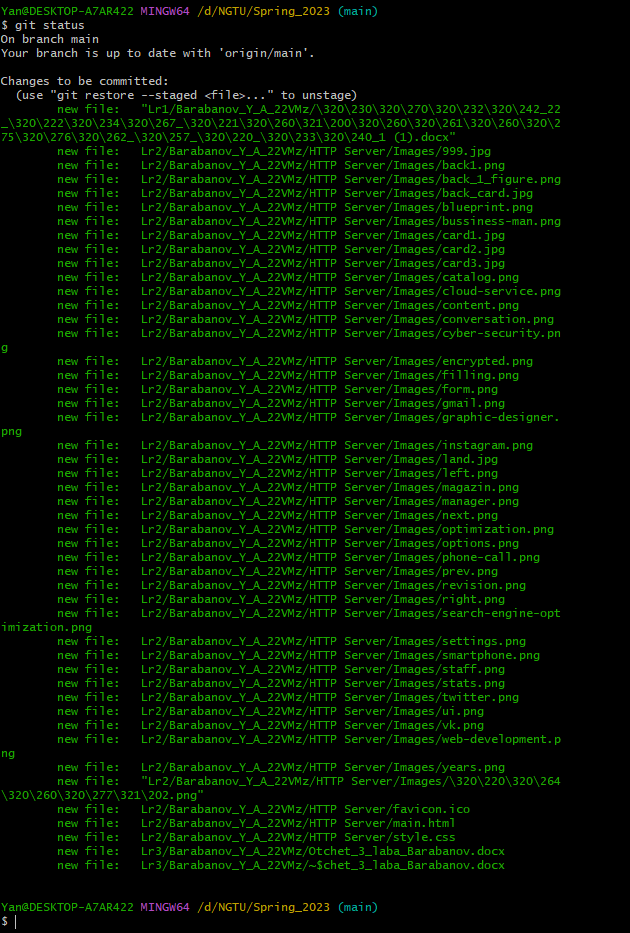 Yan@DESKTOP-A7AR422 MINGW64 /d/NGTU/Spring_2023 (main)
$ git status
On branch main
Your branch is up to date with 'origin/main'.
Changes to be committed:
  (use "git restore --staged <file>..." to unstage)
        new file:   "Lr1/Barabanov_Y_A_22VMz/\320\230\320\270\320\232\320\242_22
_\320\222\320\234\320\267_\320\221\320\260\321\200\320\260\320\261\320\260\320\2
75\320\276\320\262_\320\257_\320\220_\320\233\320\240_1 (1).docx"
        new file:   Lr2/Barabanov_Y_A_22VMz/HTTP Server/Images/999.jpg
        new file:   Lr2/Barabanov_Y_A_22VMz/HTTP Server/Images/back1.png
        new file:   Lr2/Barabanov_Y_A_22VMz/HTTP Server/Images/back_1_figure.png
        new file:   Lr2/Barabanov_Y_A_22VMz/HTTP Server/Images/back_card.jpg
        new file:   Lr2/Barabanov_Y_A_22VMz/HTTP Server/Images/blueprint.png
        new file:   Lr2/Barabanov_Y_A_22VMz/HTTP Server/Images/bussiness-man.png
        new file:   Lr2/Barabanov_Y_A_22VMz/HTTP Server/Images/card1.jpg
        new file:   Lr2/Barabanov_Y_A_22VMz/HTTP Server/Images/card2.jpg
        new file:   Lr2/Barabanov_Y_A_22VMz/HTTP Server/Images/card3.jpg
        new file:   Lr2/Barabanov_Y_A_22VMz/HTTP Server/Images/catalog.png
        new file:   Lr2/Barabanov_Y_A_22VMz/HTTP Server/Images/cloud-service.png
        new file:   Lr2/Barabanov_Y_A_22VMz/HTTP Server/Images/content.png
        new file:   Lr2/Barabanov_Y_A_22VMz/HTTP Server/Images/conversation.png
        new file:   Lr2/Barabanov_Y_A_22VMz/HTTP Server/Images/cyber-security.pn
g
        new file:   Lr2/Barabanov_Y_A_22VMz/HTTP Server/Images/encrypted.png
        new file:   Lr2/Barabanov_Y_A_22VMz/HTTP Server/Images/filling.png
        new file:   Lr2/Barabanov_Y_A_22VMz/HTTP Server/Images/form.png
        new file:   Lr2/Barabanov_Y_A_22VMz/HTTP Server/Images/gmail.png
        new file:   Lr2/Barabanov_Y_A_22VMz/HTTP Server/Images/graphic-designer.
png
        new file:   Lr2/Barabanov_Y_A_22VMz/HTTP Server/Images/instagram.png
        new file:   Lr2/Barabanov_Y_A_22VMz/HTTP Server/Images/land.jpg
        new file:   Lr2/Barabanov_Y_A_22VMz/HTTP Server/Images/left.png
        new file:   Lr2/Barabanov_Y_A_22VMz/HTTP Server/Images/magazin.png
        new file:   Lr2/Barabanov_Y_A_22VMz/HTTP Server/Images/manager.png
        new file:   Lr2/Barabanov_Y_A_22VMz/HTTP Server/Images/next.png
        new file:   Lr2/Barabanov_Y_A_22VMz/HTTP Server/Images/optimization.png
        new file:   Lr2/Barabanov_Y_A_22VMz/HTTP Server/Images/options.png
        new file:   Lr2/Barabanov_Y_A_22VMz/HTTP Server/Images/phone-call.png
        new file:   Lr2/Barabanov_Y_A_22VMz/HTTP Server/Images/prev.png
        new file:   Lr2/Barabanov_Y_A_22VMz/HTTP Server/Images/revision.png
        new file:   Lr2/Barabanov_Y_A_22VMz/HTTP Server/Images/right.png
        new file:   Lr2/Barabanov_Y_A_22VMz/HTTP Server/Images/search-engine-opt
imization.png
        new file:   Lr2/Barabanov_Y_A_22VMz/HTTP Server/Images/settings.png
        new file:   Lr2/Barabanov_Y_A_22VMz/HTTP Server/Images/smartphone.png
        new file:   Lr2/Barabanov_Y_A_22VMz/HTTP Server/Images/staff.png
        new file:   Lr2/Barabanov_Y_A_22VMz/HTTP Server/Images/stats.png
        new file:   Lr2/Barabanov_Y_A_22VMz/HTTP Server/Images/twitter.png
        new file:   Lr2/Barabanov_Y_A_22VMz/HTTP Server/Images/ui.png
        new file:   Lr2/Barabanov_Y_A_22VMz/HTTP Server/Images/vk.png
        new file:   Lr2/Barabanov_Y_A_22VMz/HTTP Server/Images/web-development.p
ng
        new file:   Lr2/Barabanov_Y_A_22VMz/HTTP Server/Images/years.png
        new file:   "Lr2/Barabanov_Y_A_22VMz/HTTP Server/Images/\320\220\320\264
\320\260\320\277\321\202.png"
        new file:   Lr2/Barabanov_Y_A_22VMz/HTTP Server/favicon.ico
        new file:   Lr2/Barabanov_Y_A_22VMz/HTTP Server/main.html
        new file:   Lr2/Barabanov_Y_A_22VMz/HTTP Server/style.css
        new file:   Lr3/Barabanov_Y_A_22VMz/Otchet_3_laba_Barabanov.docx
        new file:   Lr3/Barabanov_Y_A_22VMz/~$chet_3_laba_Barabanov.docx
Yan@DESKTOP-A7AR422 MINGW64 /d/NGTU/Spring_2023 (main)
$